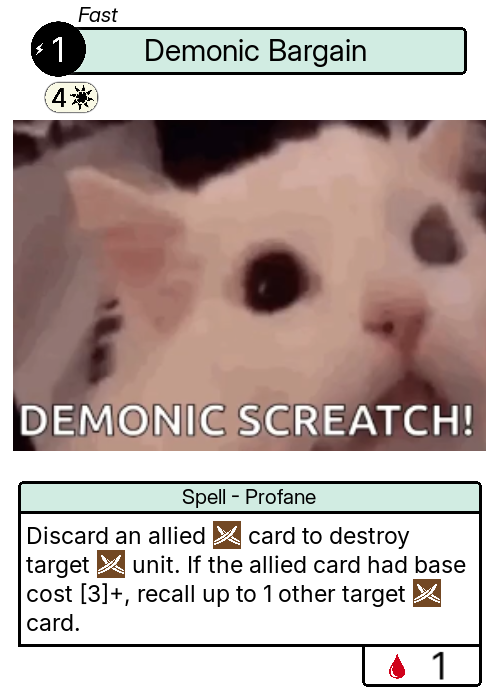 Fast
1 Demonic Bargain
4
DEMONIC SCREATCH!
Spell - Profane
Discard an allied card to destroy
target unit. If the allied card had base
cost [3]+, recall up to 1 other target
card.
1